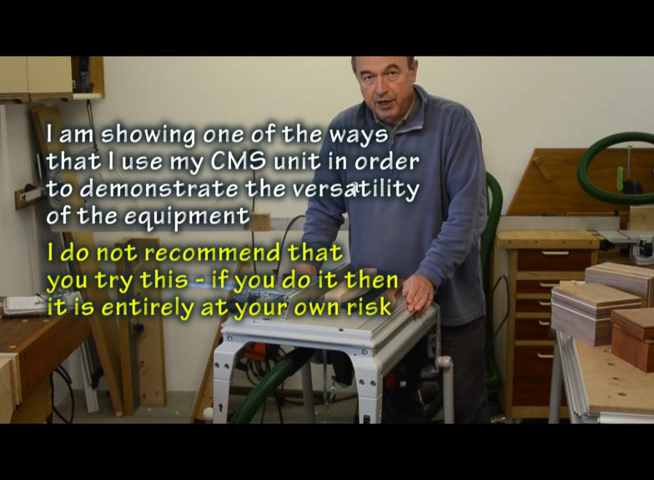 I am showing one of the ways
that I use my CMS unit in order
to demonstrate the versatility
of the equipment
I do not recommend that
you try this - if you do it then
it is entirely at your own risk